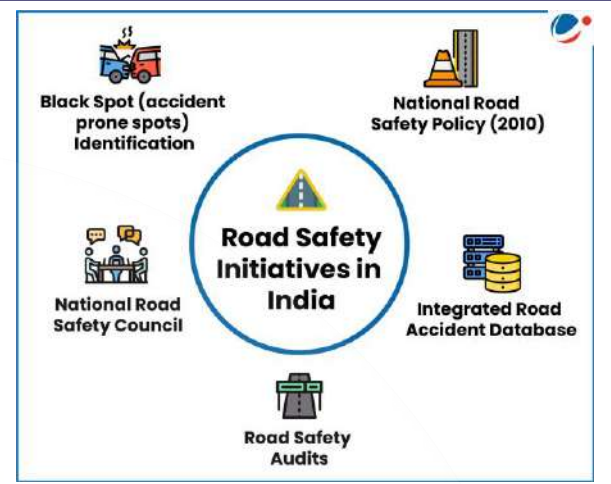 Black Spot (accident
prone spots)
Identification
National Road
Safety Policy (2010)
Road Safety
Initiatives in
India
National Road
Safety Council
Integrated Road
Accident Database
Road Safety
Audits